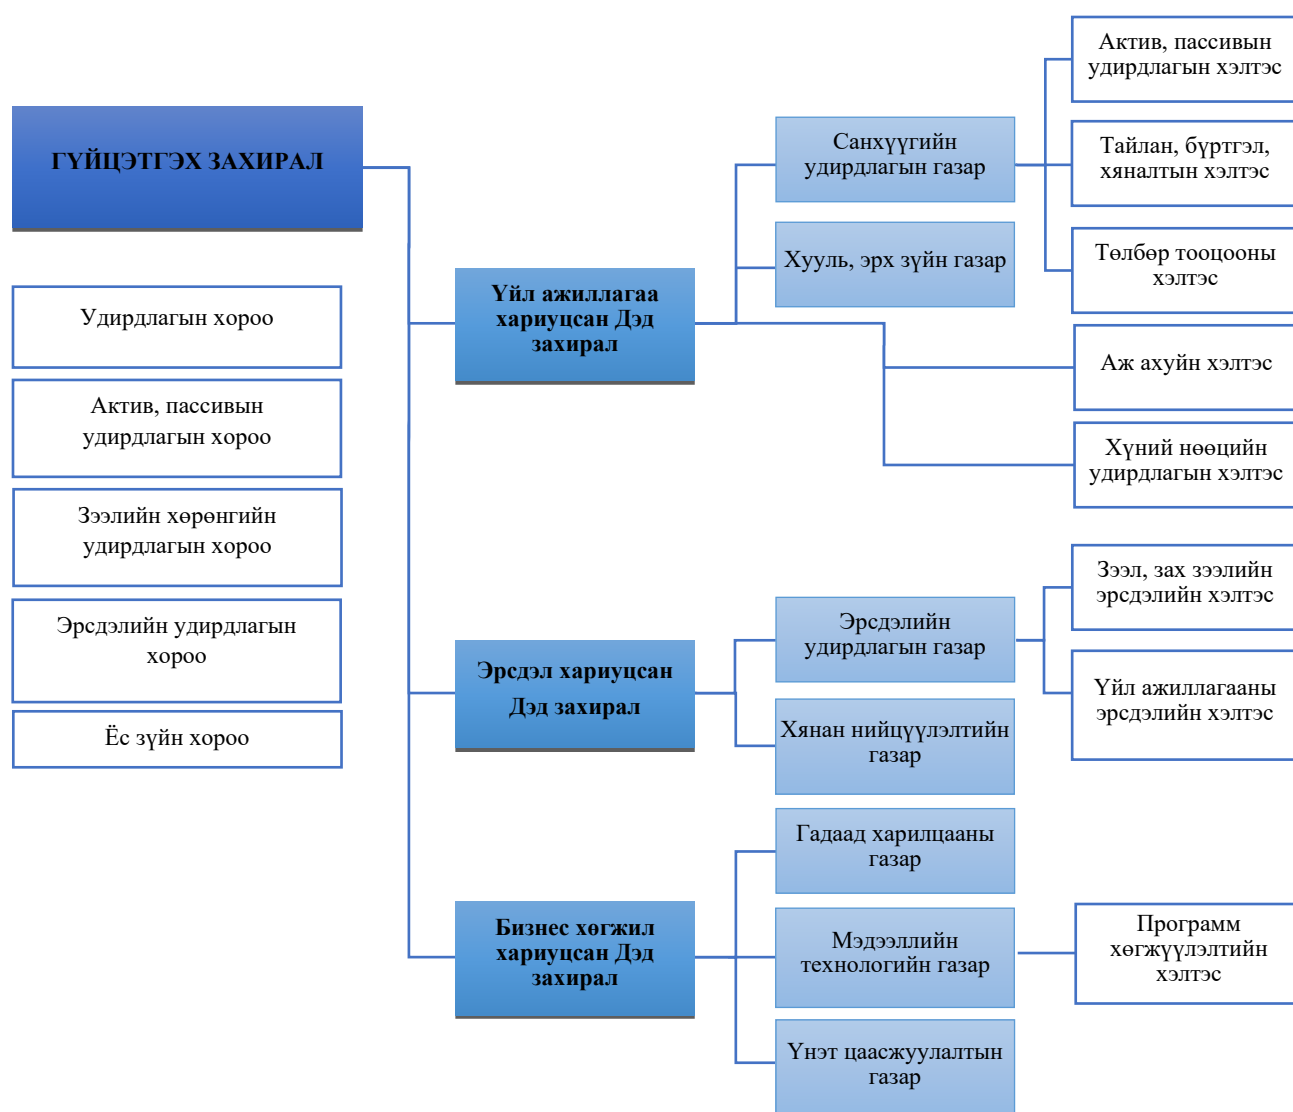 ГҮЙЦЭТГЭХ ЗАХИРАЛ
Удирдлагын хороо
Актив, пассивын
удирдлагын хороо
Зээлийн хөрөнгийн
удирдлагын хороо
Эрсдэлийн удирдлагын
хороо
Ёс зүйн хороо
Үйл ажиллагаа
хариуцсан Дэд
захирал
Эрсдэл хариуцсан
Дэд захирал
Бизнес хөгжил
хариуцсан Дэд
захирал
Санхүүгийн
удирдлагын газар
Хууль, эрх зүйн газар
Эрсдэлийн
удирдлагын газар
Хянан нийцүүлэлтийн
газар
Гадаад харилцааны
газар
Мэдээллийн
технологийн газар
Үнэт цаасжуулалтын
газар
Актив, пассивын
удирдлагын хэлтэс
Тайлан, бүртгэл,
хяналтын хэлтэс
Төлбөр тооцооны
хэлтэс
Аж ахуйн хэлтэс
Хүний нөөцийн
удирдлагын хэлтэс
Зээл, зах зээлийн
эрсдэлийн хэлтэс
Үйл ажиллагааны
эрсдэлийн хэлтэс
Программ
хөгжүүлэлтийн
хэлтэс